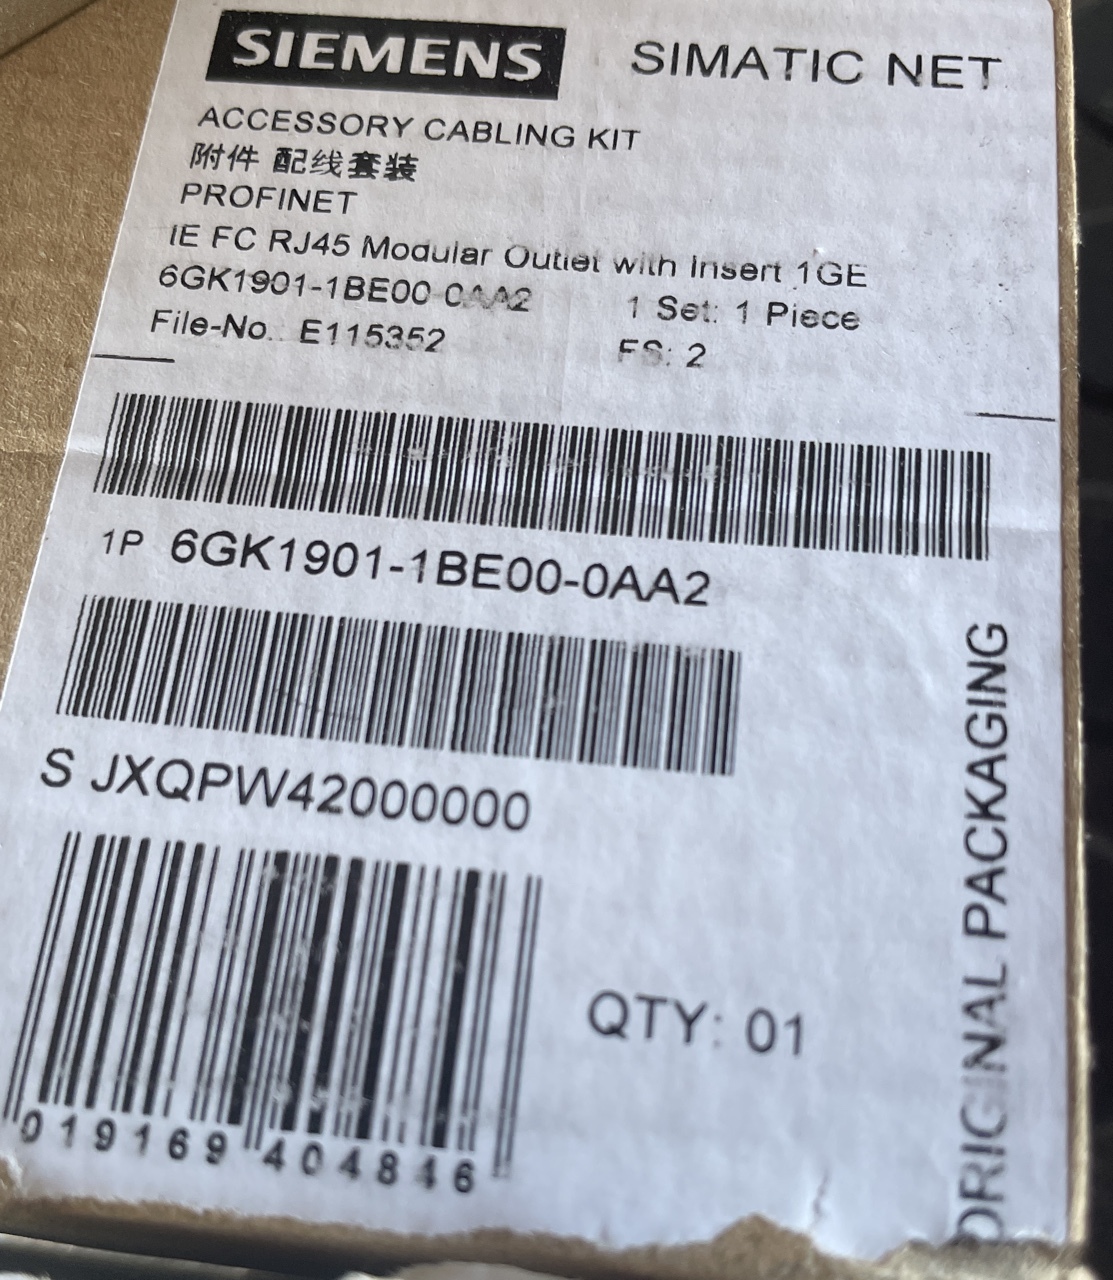 SIEMENS SIMATIC NET
ACCESSORY CABLING KIT
附件 配线套装
PROFINET
IE FC RJ45 Modular Outlet with Insert 1GE
6GK1901-1BE00-0AA2 1 Set: 1 Piece
File-No.: E115352 FS: 2
1P 6GK1901-1BE00-0AA2
S JXQPW42000000
QTY: 01
019169 404846
ORIGINAL PACKAGING